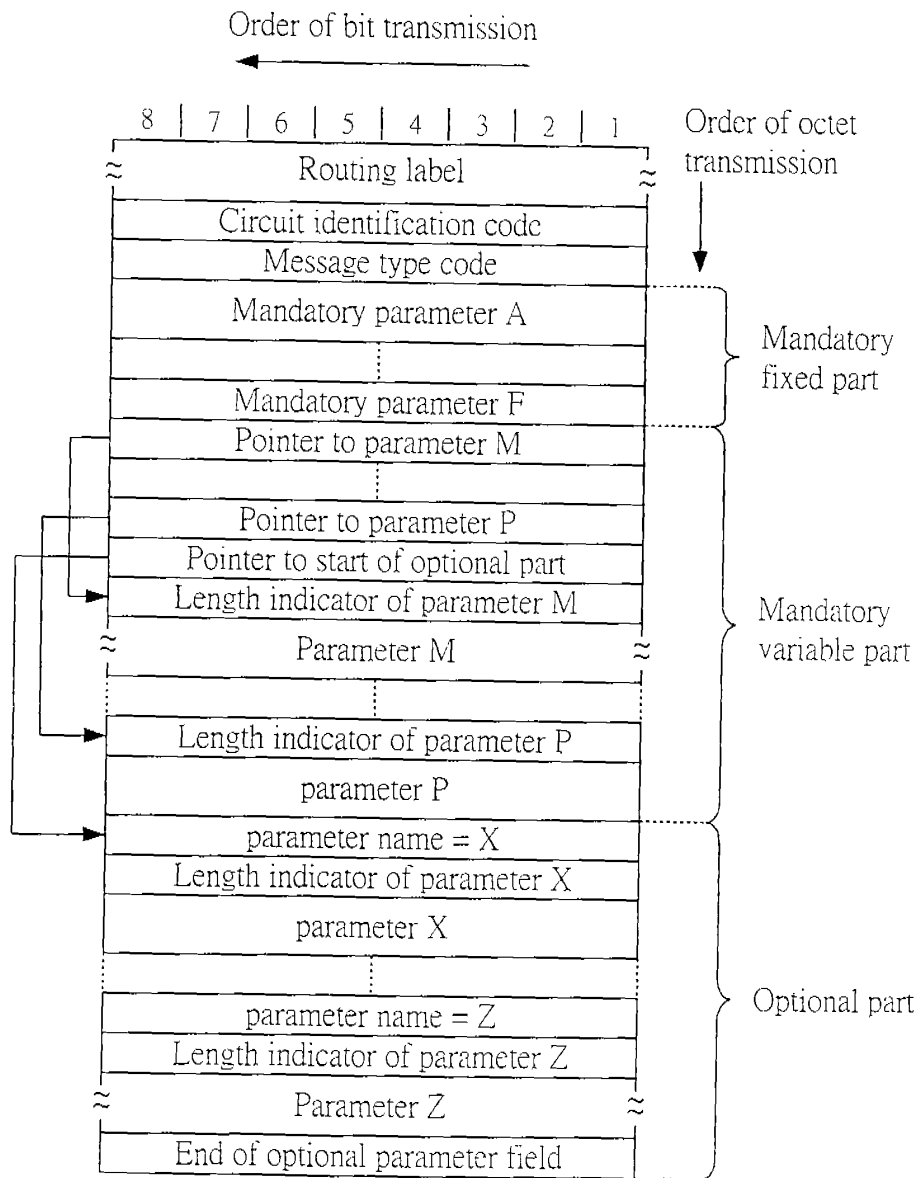 Order of bit transmission
8 | 7 | 6 | 5 | 4 | 3 | 2 | 1
Order of octet
transmission
Routing label
Circuit identification code
Message type code
Mandatory parameter A
Mandatory
fixed part
Mandatory parameter F
Pointer to parameter M
Pointer to parameter P
Pointer to start of optional part
Length indicator of parameter M
Mandatory
variable part
Parameter M
Length indicator of parameter P
parameter P
parameter name = X
Length indicator of parameter X
parameter X
Optional part
parameter name = Z
Length indicator of parameter Z
Parameter Z
End of optional parameter field